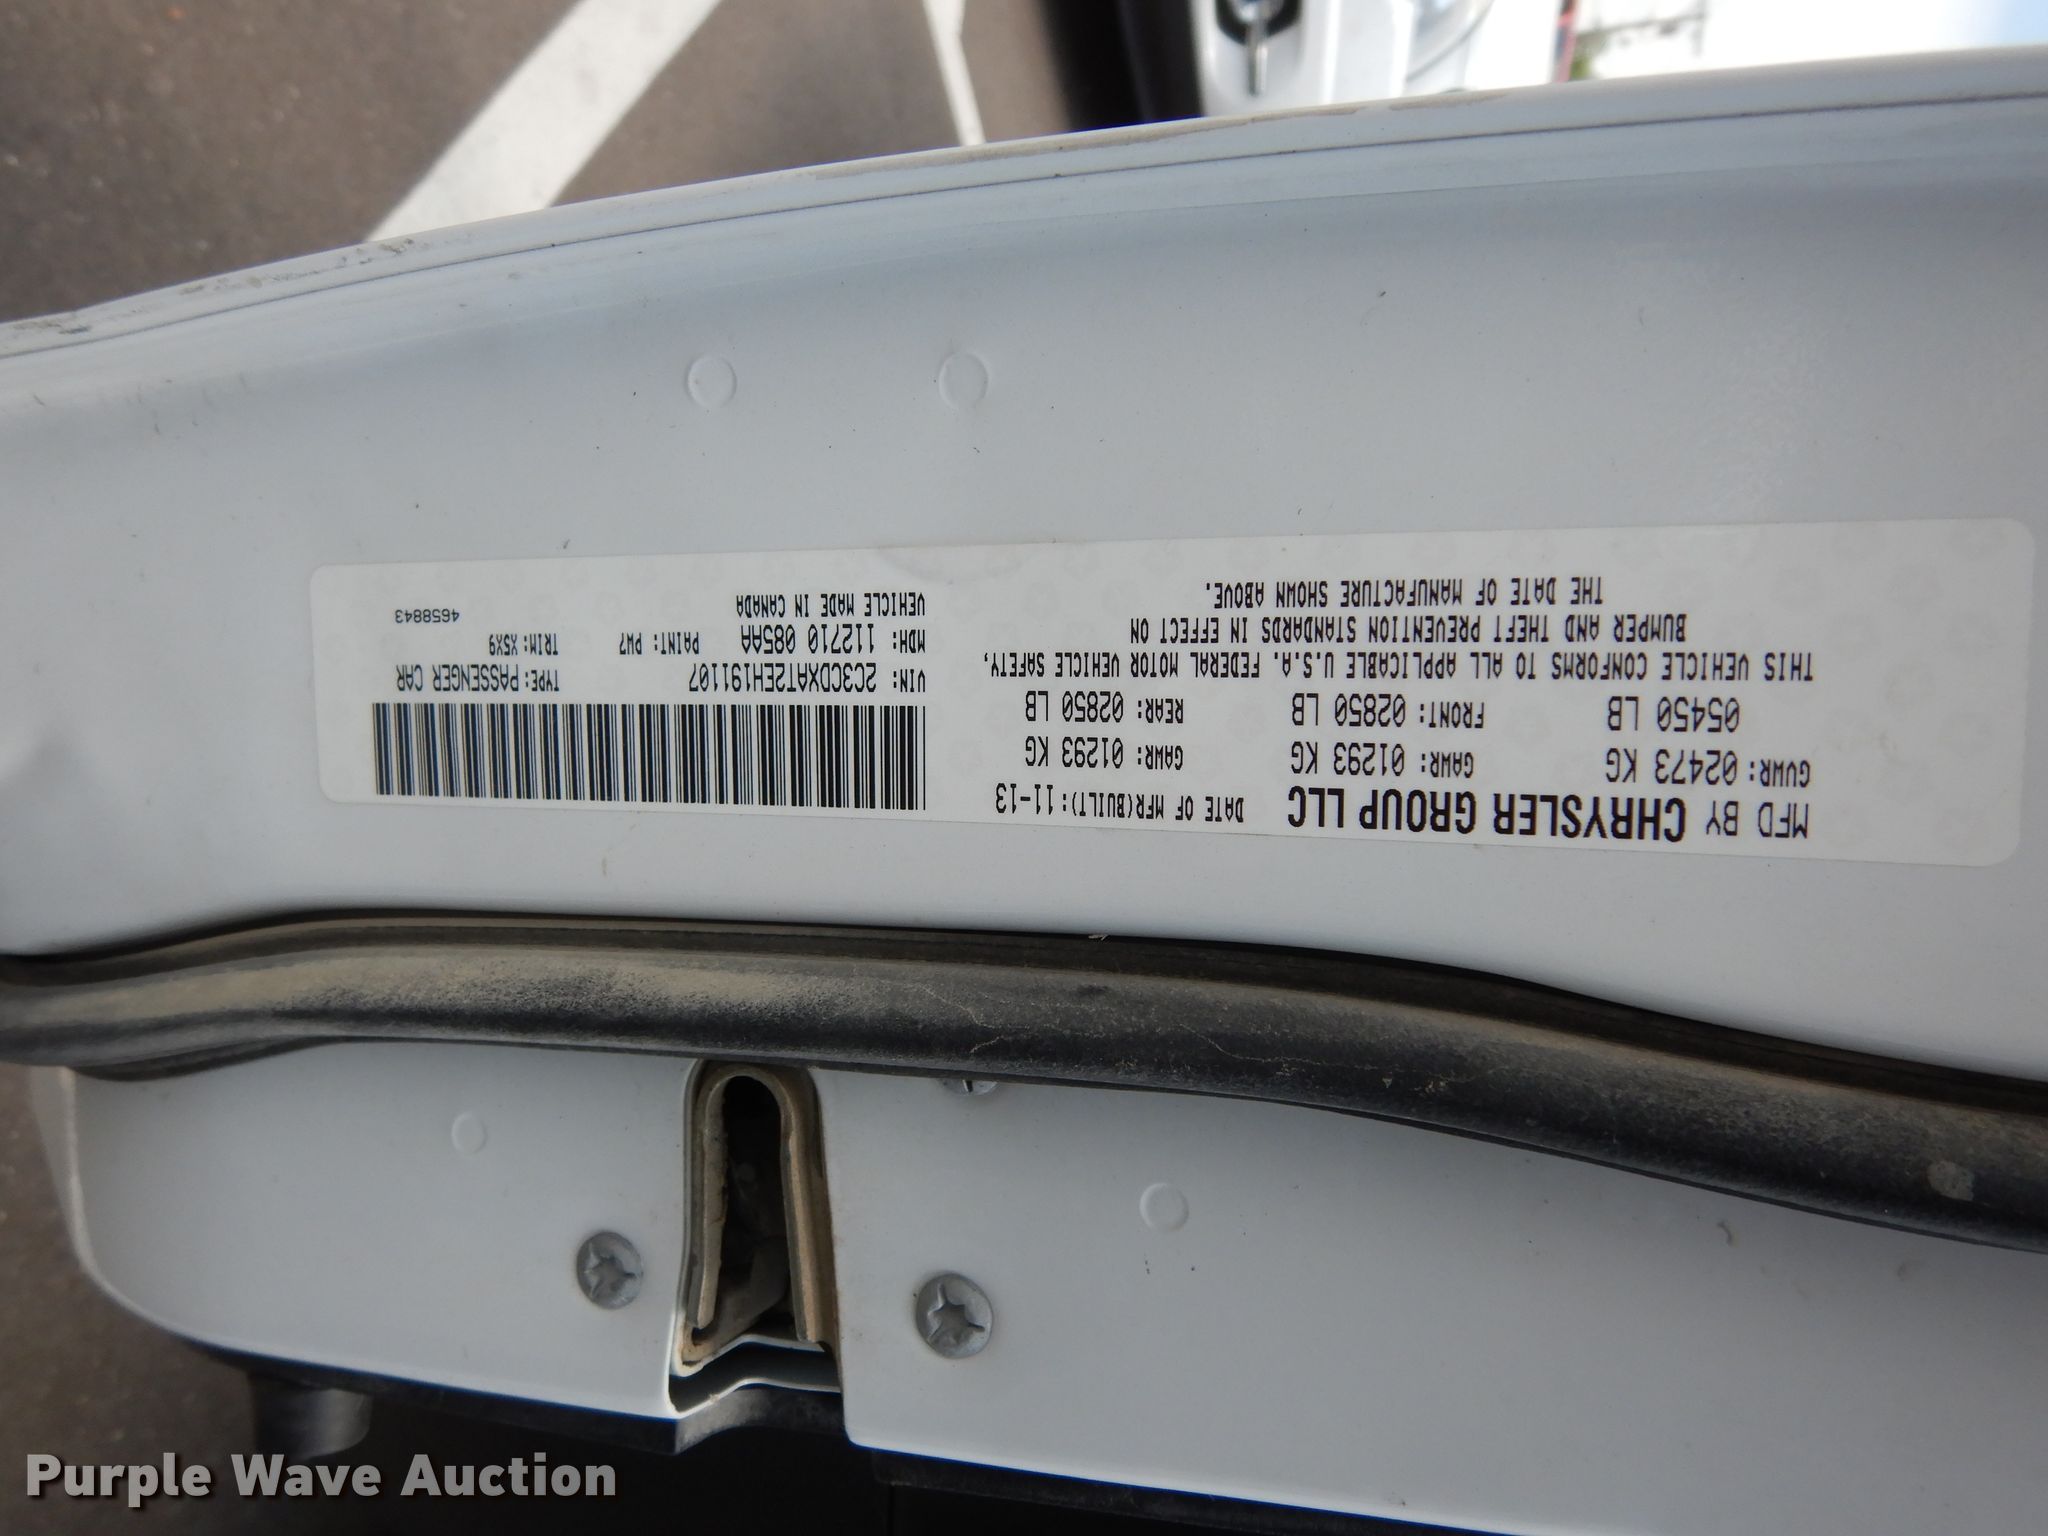 MFD BY CHRYSLER GROUP LLC DATE OF MFR(BUILT):11-13
GVWR: 02473 KG GAWR: 01293 KG GAWR: 01293 KG
05450 LB FRONT: 02850 LB REAR: 02850 LB
THIS VEHICLE CONFORMS TO ALL APPLICABLE U.S.A. FEDERAL MOTOR VEHICLE SAFETY,
BUMPER AND THEFT PREVENTION STANDARDS IN EFFECT ON
THE DATE OF MANUFACTURE SHOWN ABOVE.
VIN: 2C3CDXAT2EH191107 TYPE: PASSENGER CAR
MDH: 112710 085AA PAINT: PW7 TRIM: X5X9
VEHICLE MADE IN CANADA 4658843
Purple Wave Auction